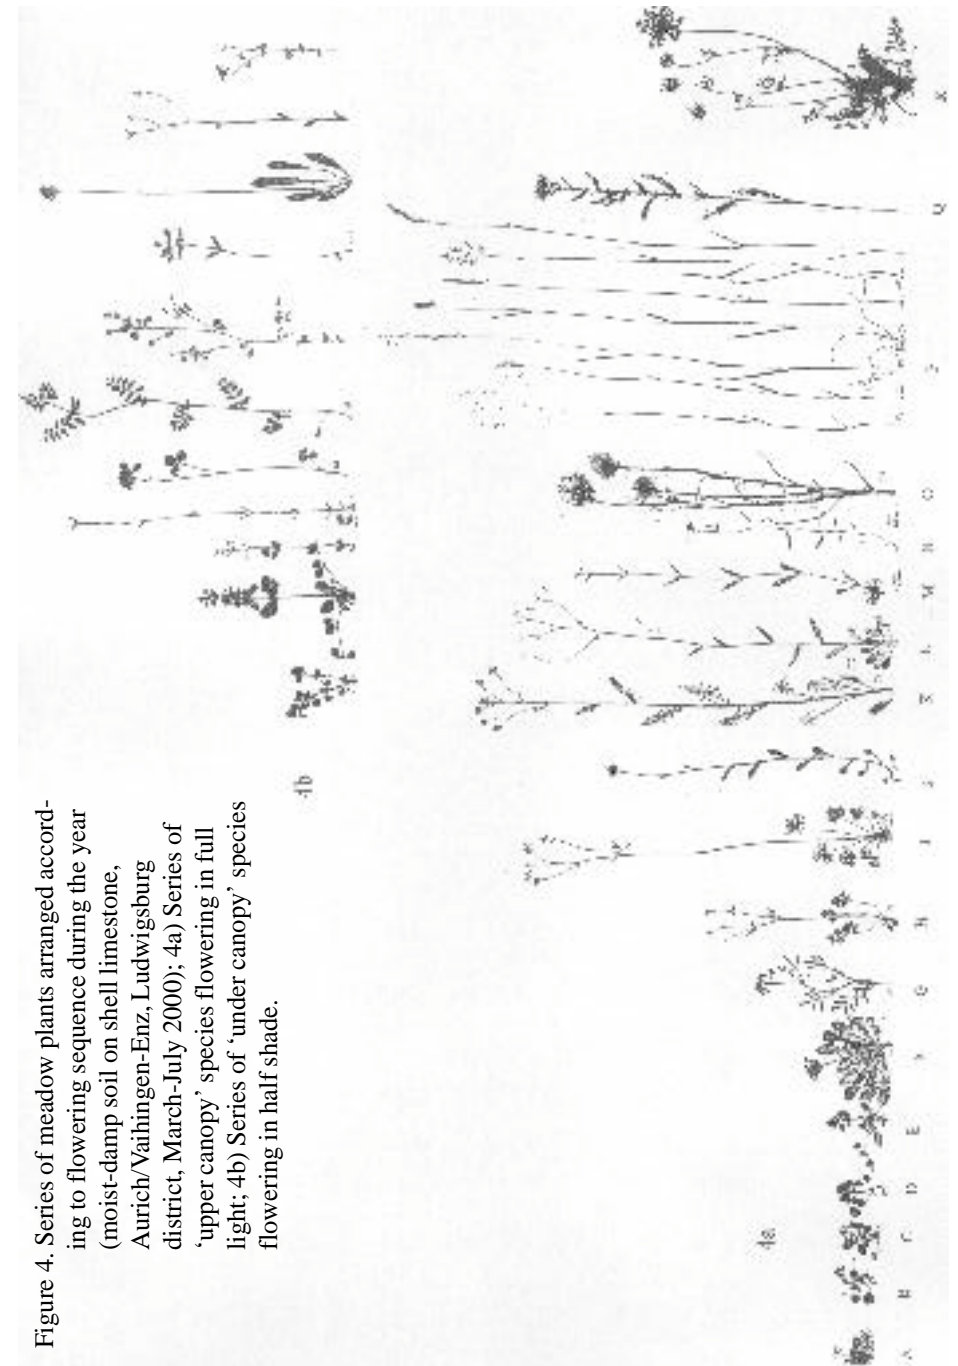 Figure 4. Series of meadow plants arranged accord-
ing to flowering sequence during the year
(moist-damp soil on shell limestone,
Aurich/Vaihingen-Enz, Ludwigsburg
district, March-July 2000); 4a) Series of
‘upper canopy’ species flowering in full
light; 4b) Series of ‘under canopy’ species
flowering in half shade.
4b
4a
A B C D E G H I J K L M N O P Q R